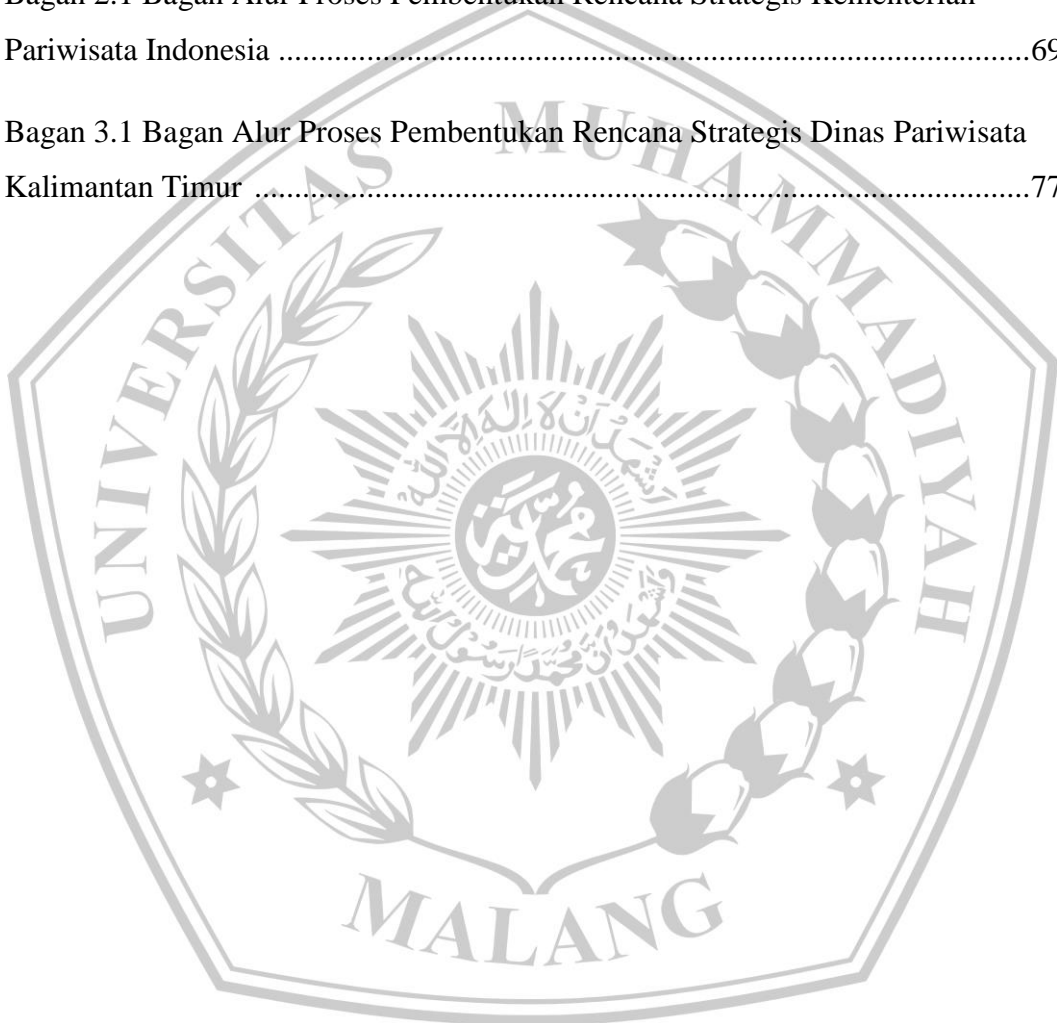 Bagan 2.1 Bagan Alur Proses Pembentukan Rencana Strategis Kementerian
Pariwisata Indonesia ...............................................................................................69
Bagan 3.1 Bagan Alur Proses Pembentukan Rencana Strategis Dinas Pariwisata
Kalimantan Timur ..................................................................................................77
UNIVERSITAS MUHAMMADIYAH
MALANG